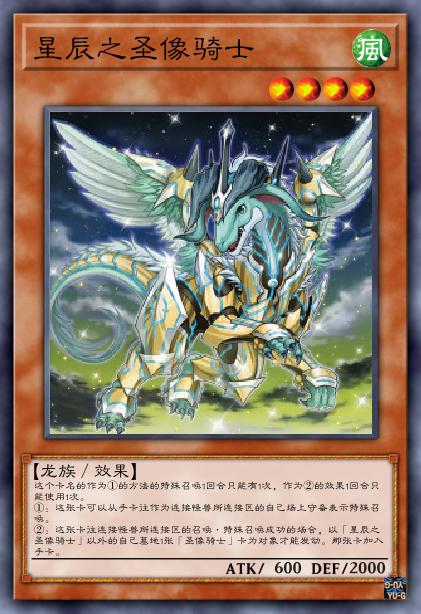 星辰之圣像骑士
風
【龙族／效果】
这个卡名的作为①的方法的特殊召唤1回合只能有1次，作为②的效果1回合只
能使用1次。
①：这张卡可以从手卡往作为连接怪兽所连接区的自己场上守备表示特殊召
唤。
②：这张卡往连接怪兽所连接区的召唤·特殊召唤成功的场合，以「星辰之
圣像骑士」以外的自己墓地1张「圣像骑士」卡为对象才能发动。那张卡加入
手卡。
ATK/ 600 DEF/2000